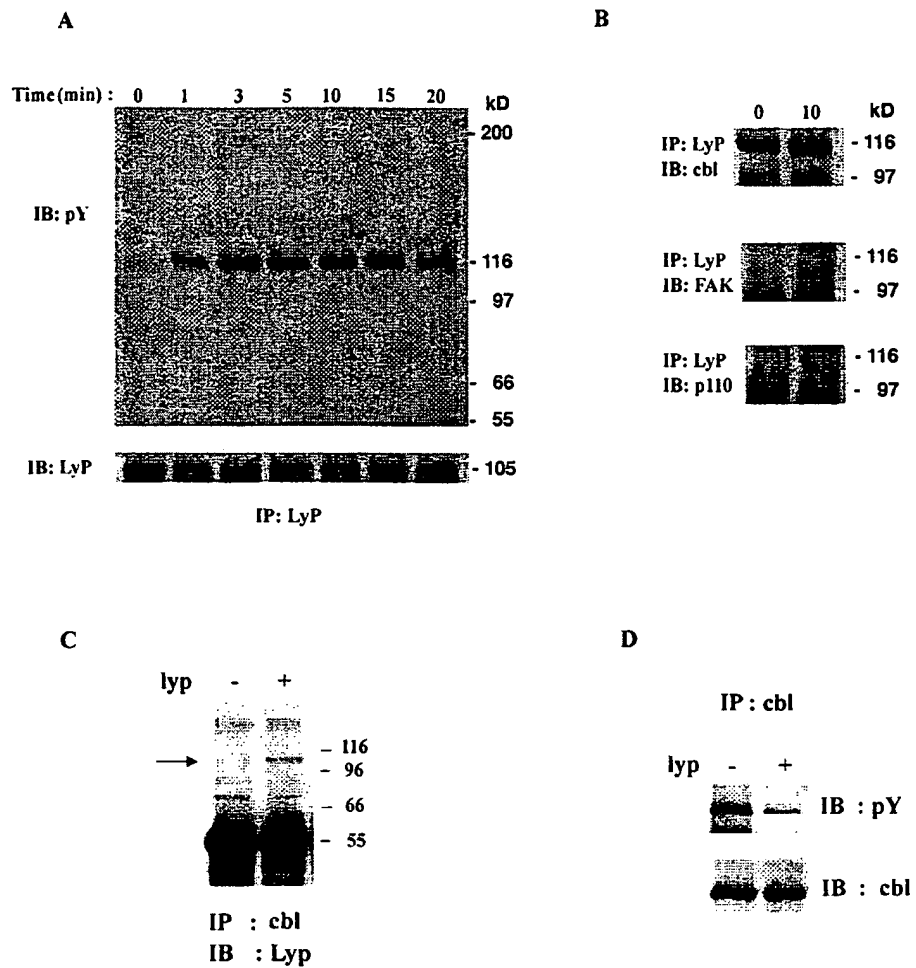 A
Time(min) : 0 1 3 5 10 15 20 kD
200
IB: pY
116
97
66
55
IB: LyP
105
IP: LyP
B
0 10 kD
IP: LyP
IB: cbl
116
97
IP: LyP
IB: FAK
116
97
IP: LyP
IB: p110
116
97
C
lyp - +
116
96
66
55
IP : cbl
IB : Lyp
D
IP : cbl
lyp - +
IB : pY
IB : cbl